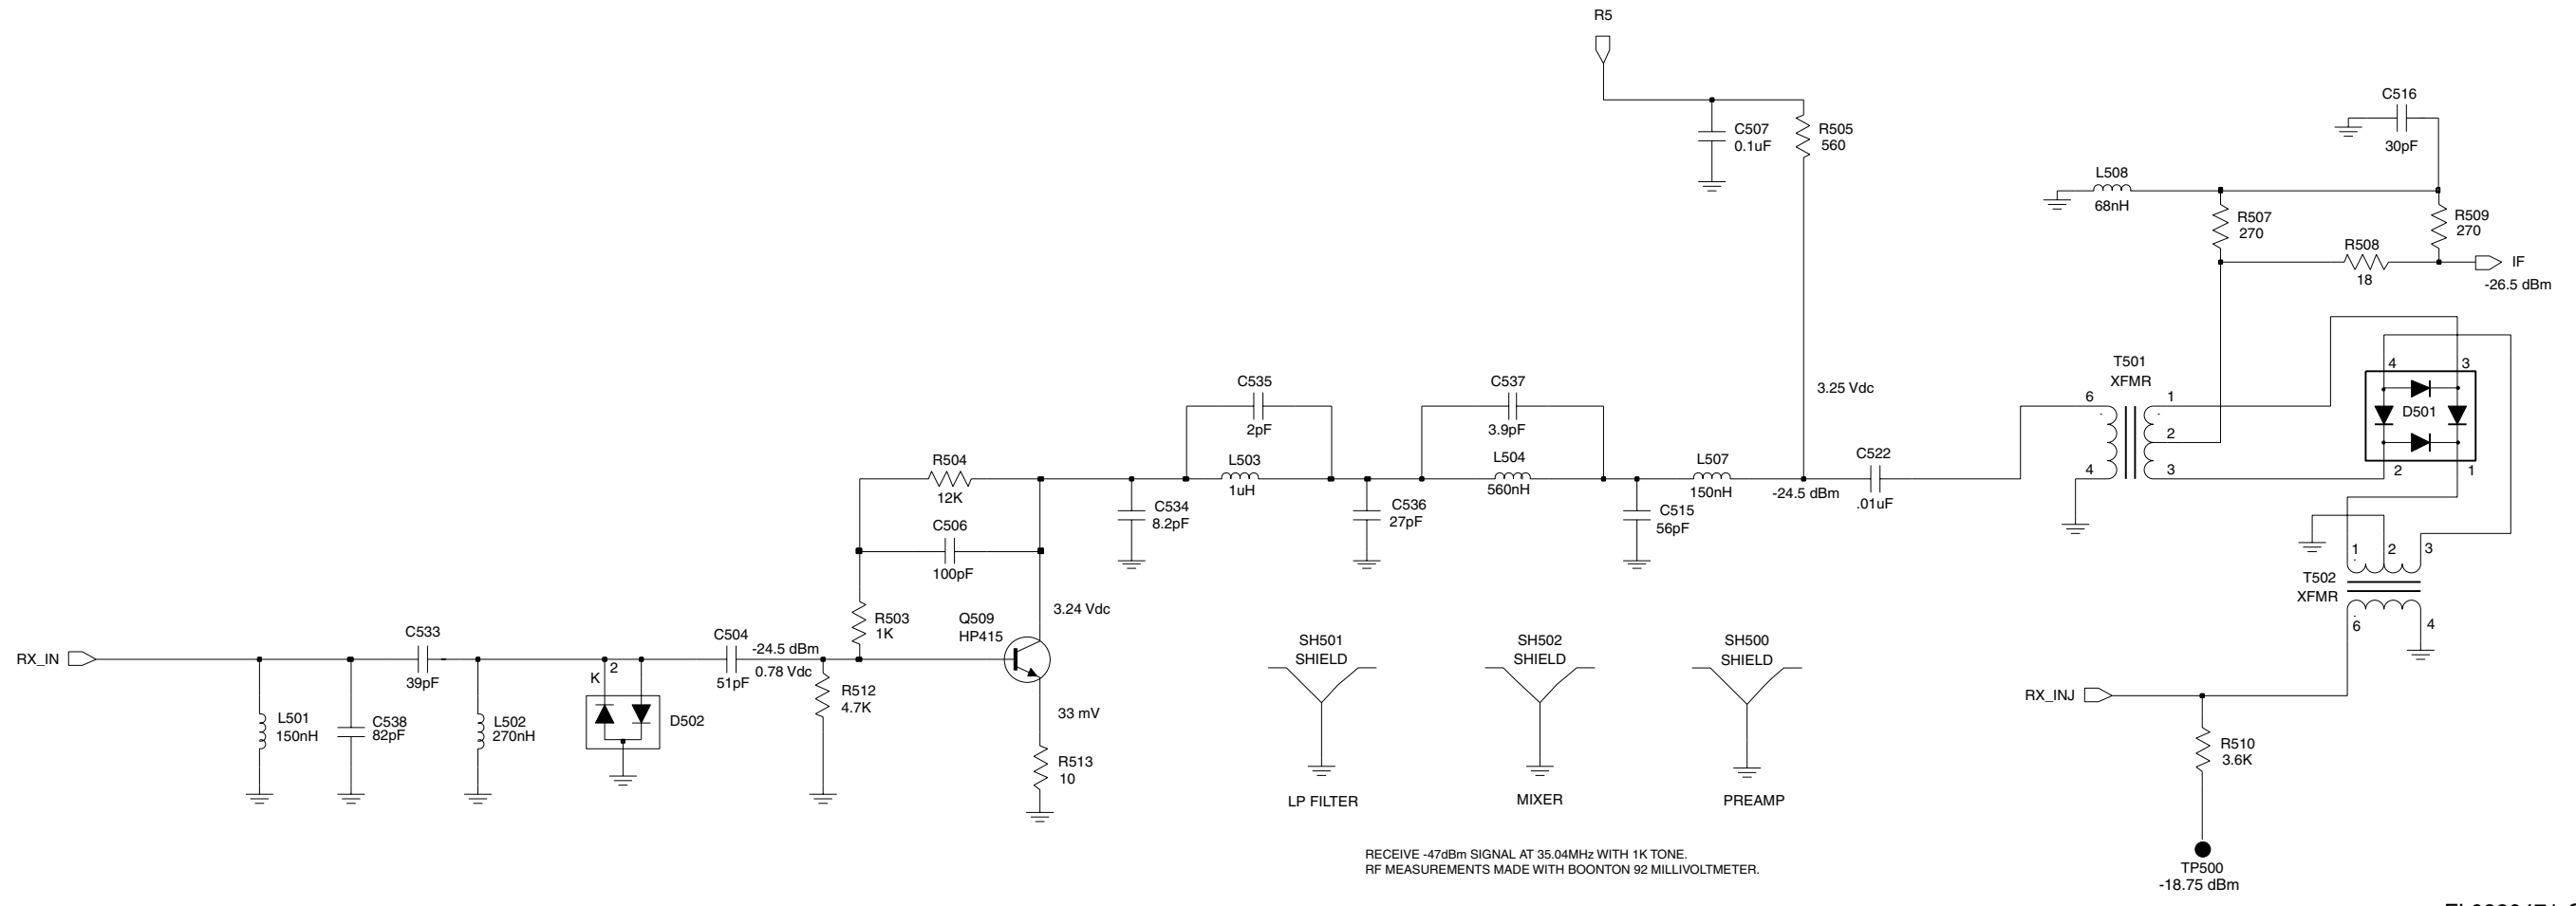 R5
C507
0.1uF
R505
560
C516
30pF
L508
68nH
R507
270
R509
270
R508
18
IF
-26.5 dBm
3.25 Vdc
T501
XFMR
6
4
1
2
3
4
3
D501
2
1
C535
2pF
L503
1uH
C537
3.9pF
L504
560nH
L507
150nH
-24.5 dBm
C522
.01uF
R504
12K
C506
100pF
C534
8.2pF
C536
27pF
C515
56pF
1
2
3
T502
XFMR
6
4
R503
1K
Q509
HP415
3.24 Vdc
RX_IN
C533
39pF
C504
51pF
-24.5 dBm
0.78 Vdc
K
2
L501
150nH
C538
82pF
L502
270nH
D502
R512
4.7K
33 mV
R513
10
SH501
SHIELD
LP FILTER
SH502
SHIELD
MIXER
SH500
SHIELD
PREAMP
RX_INJ
R510
3.6K
TP500
-18.75 dBm
RECEIVE -47dBm SIGNAL AT 35.04MHz WITH 1K TONE.
RF MEASUREMENTS MADE WITH BOONTON 92 MILLIVOLTMETER.